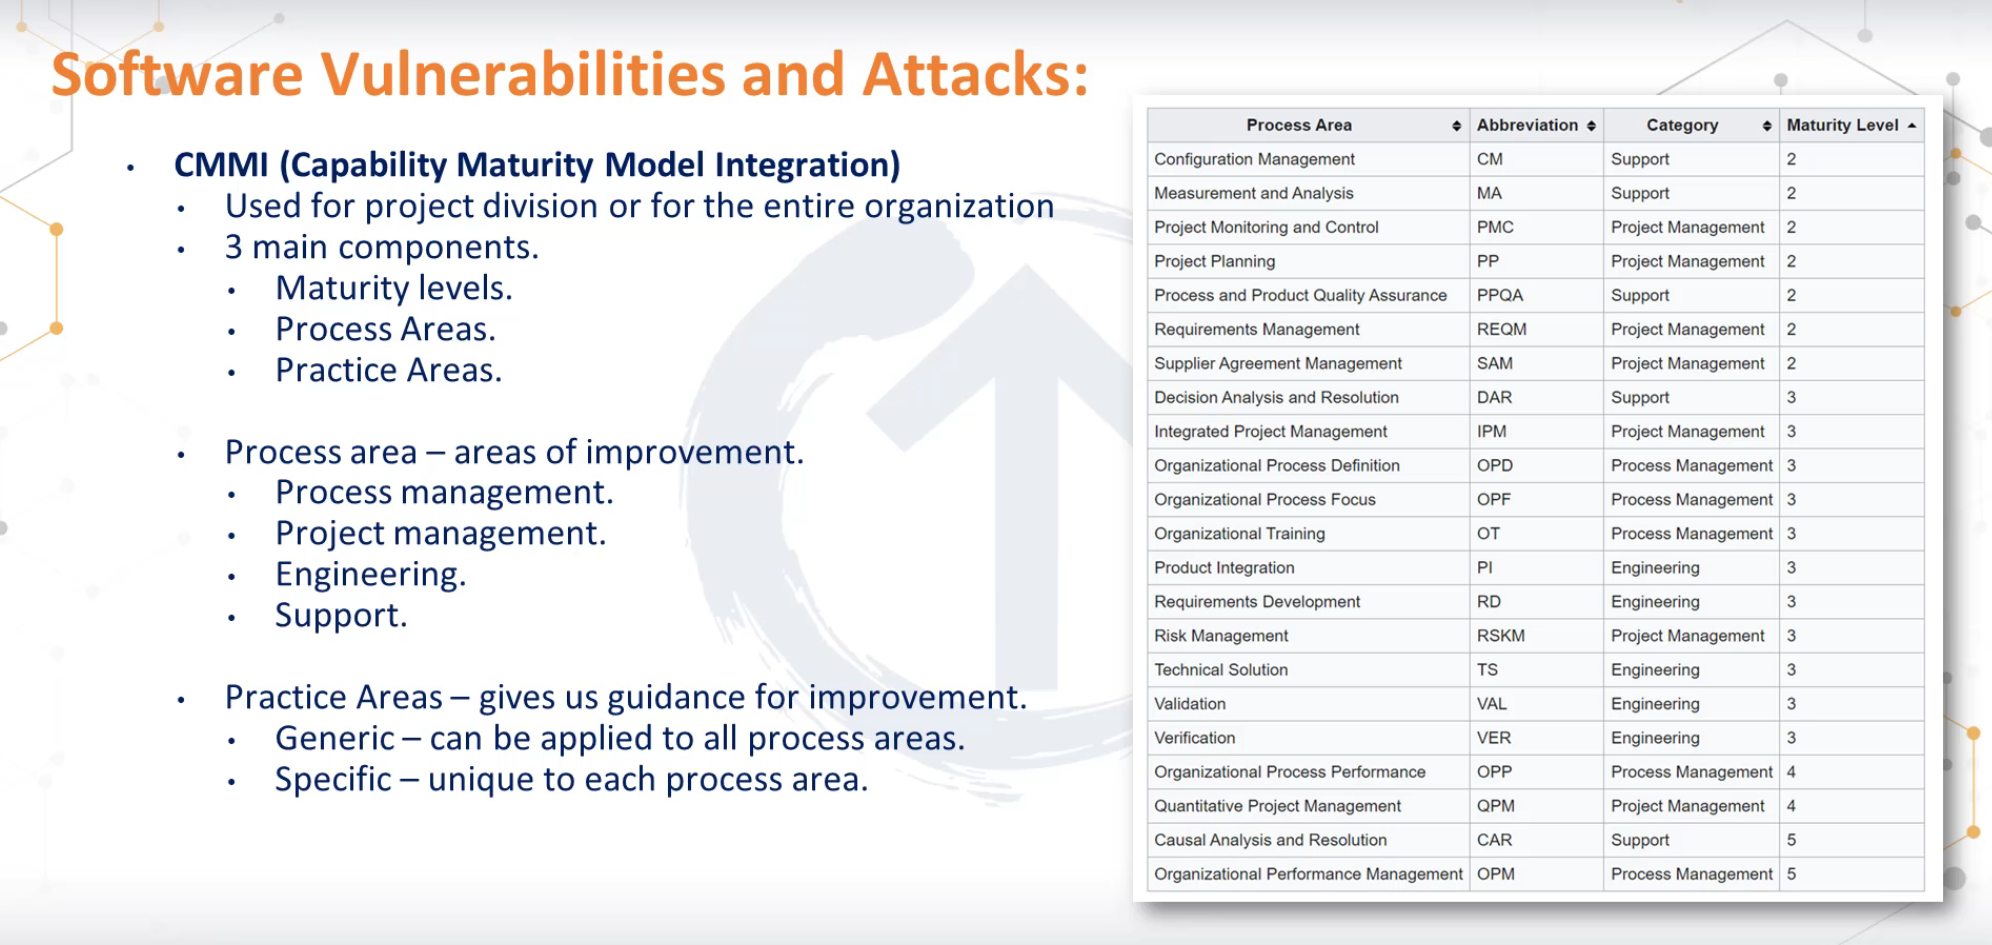 Software Vulnerabilities and Attacks:
• CMMI (Capability Maturity Model Integration)
• Used for project division or for the entire organization
• 3 main components.
• Maturity levels.
• Process Areas.
• Practice Areas.
• Process area – areas of improvement.
• Process management.
• Project management.
• Engineering.
• Support.
• Practice Areas – gives us guidance for improvement.
• Generic – can be applied to all process areas.
• Specific – unique to each process area.
Process Area Abbreviation Category Maturity Level
Configuration Management CM Support 2
Measurement and Analysis MA Support 2
Project Monitoring and Control PMC Project Management 2
Project Planning PP Project Management 2
Process and Product Quality Assurance PPQA Support 2
Requirements Management REQM Project Management 2
Supplier Agreement Management SAM Project Management 2
Decision Analysis and Resolution DAR Support 3
Integrated Project Management IPM Project Management 3
Organizational Process Definition OPD Process Management 3
Organizational Process Focus OPF Process Management 3
Organizational Training OT Process Management 3
Product Integration PI Engineering 3
Requirements Development RD Engineering 3
Risk Management RSKM Project Management 3
Technical Solution TS Engineering 3
Validation VAL Engineering 3
Verification VER Engineering 3
Organizational Process Performance OPP Process Management 4
Quantitative Project Management QPM Project Management 4
Causal Analysis and Resolution CAR Support 5
Organizational Performance Management OPM Process Management 5